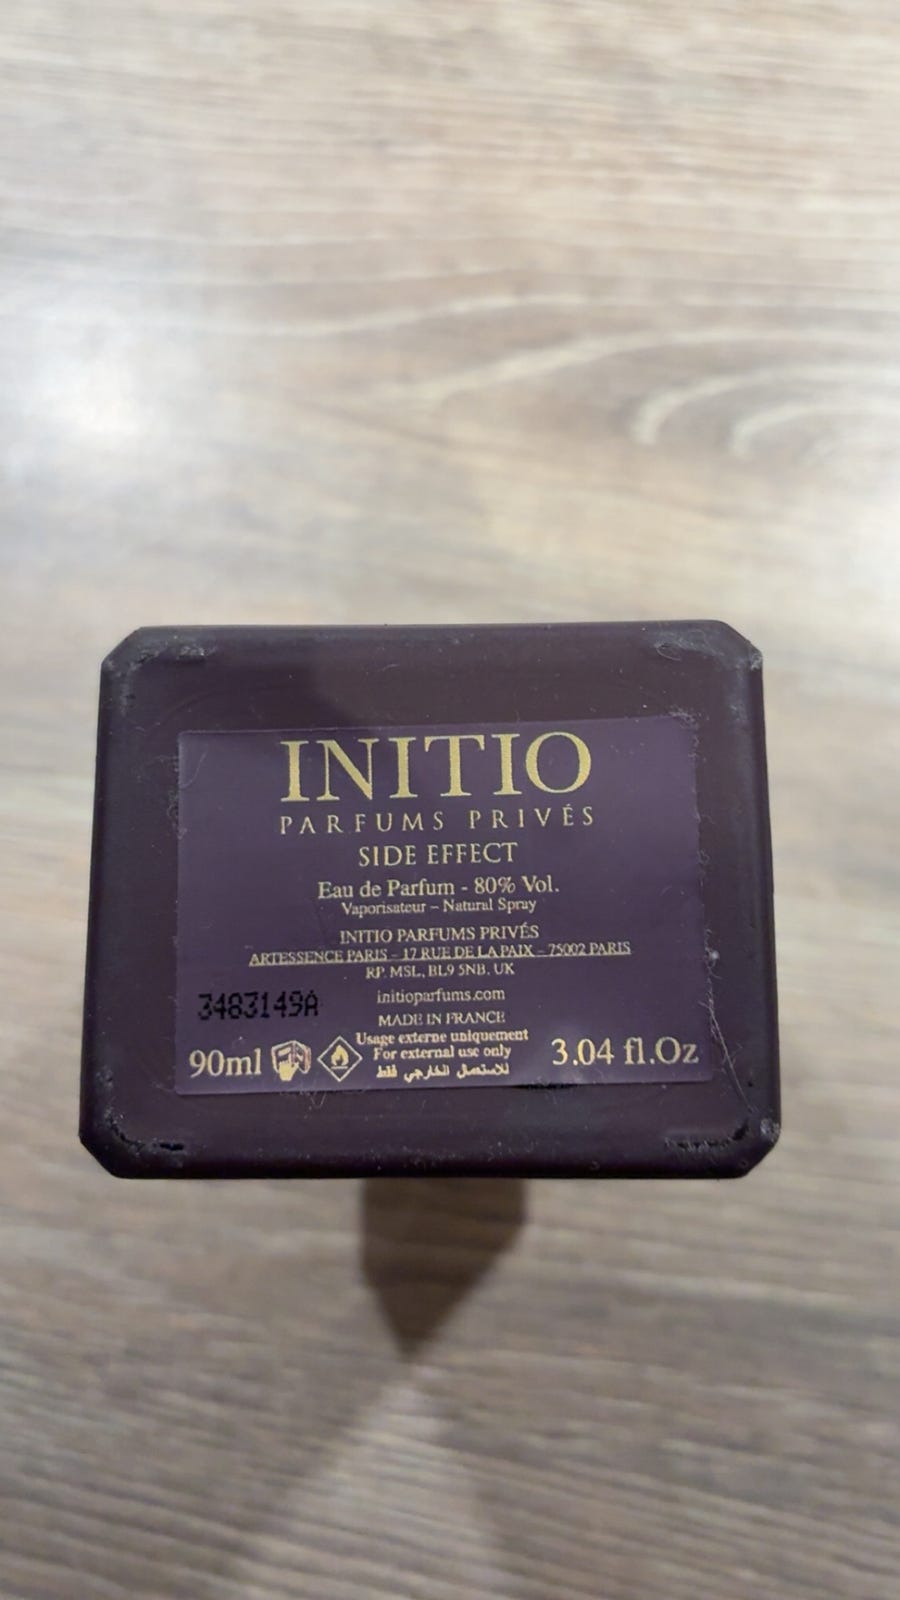 INITIO
PARFUMS PRIVÉS
SIDE EFFECT
Eau de Parfum - 80% Vol.
Vaporisateur – Natural Spray
INITIO PARFUMS PRIVÉS
ARTESSENCE PARIS - 17 RUE DE LA PAIX - 75002 PARIS
RP. MSL, BL9 5NB, UK
initioparfums.com
3483149A
MADE IN FRANCE
Usage externe uniquement
For external use only
للاستعمال الخارجي فقط
90ml
3.04 fl.Oz